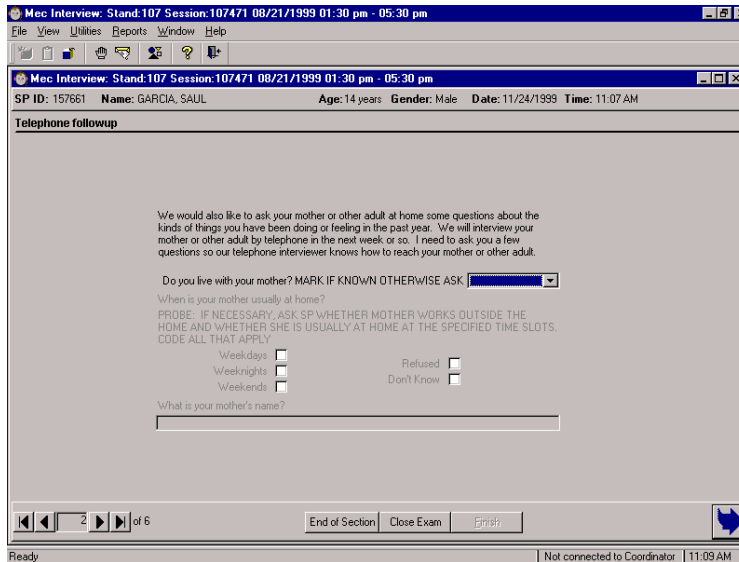 Mec Interview: Stand:107 Session:107471 08/21/1999 01:30 pm - 05:30 pm
File View Utilities Reports Window Help
Mec Interview: Stand:107 Session:107471 08/21/1999 01:30 pm - 05:30 pm
SP ID: 157661 Name: GARCIA, SAUL Age: 14 years Gender: Male Date: 11/24/1999 Time: 11:07 AM
Telephone followup
We would also like to ask your mother or other adult at home some questions about the
kinds of things you have been doing or feeling in the past year. We will interview your
mother or other adult by telephone in the next week or so. I need to ask you a few
questions so our telephone interviewer knows how to reach your mother or other adult.
Do you live with your mother? MARK IF KNOWN OTHERWISE ASK
When is your mother usually at home?
PROBE: IF NECESSARY, ASK SP WHETHER MOTHER WORKS OUTSIDE THE
HOME AND WHETHER SHE IS USUALLY AT HOME AT THE SPECIFIED TIME SLOTS.
CODE ALL THAT APPLY
Weekdays
Refused
Weeknights
Don't Know
Weekends
What is your mother's name?
2 of 6 End of Section Close Exam Finish
Ready Not connected to Coordinator 11:09 AM